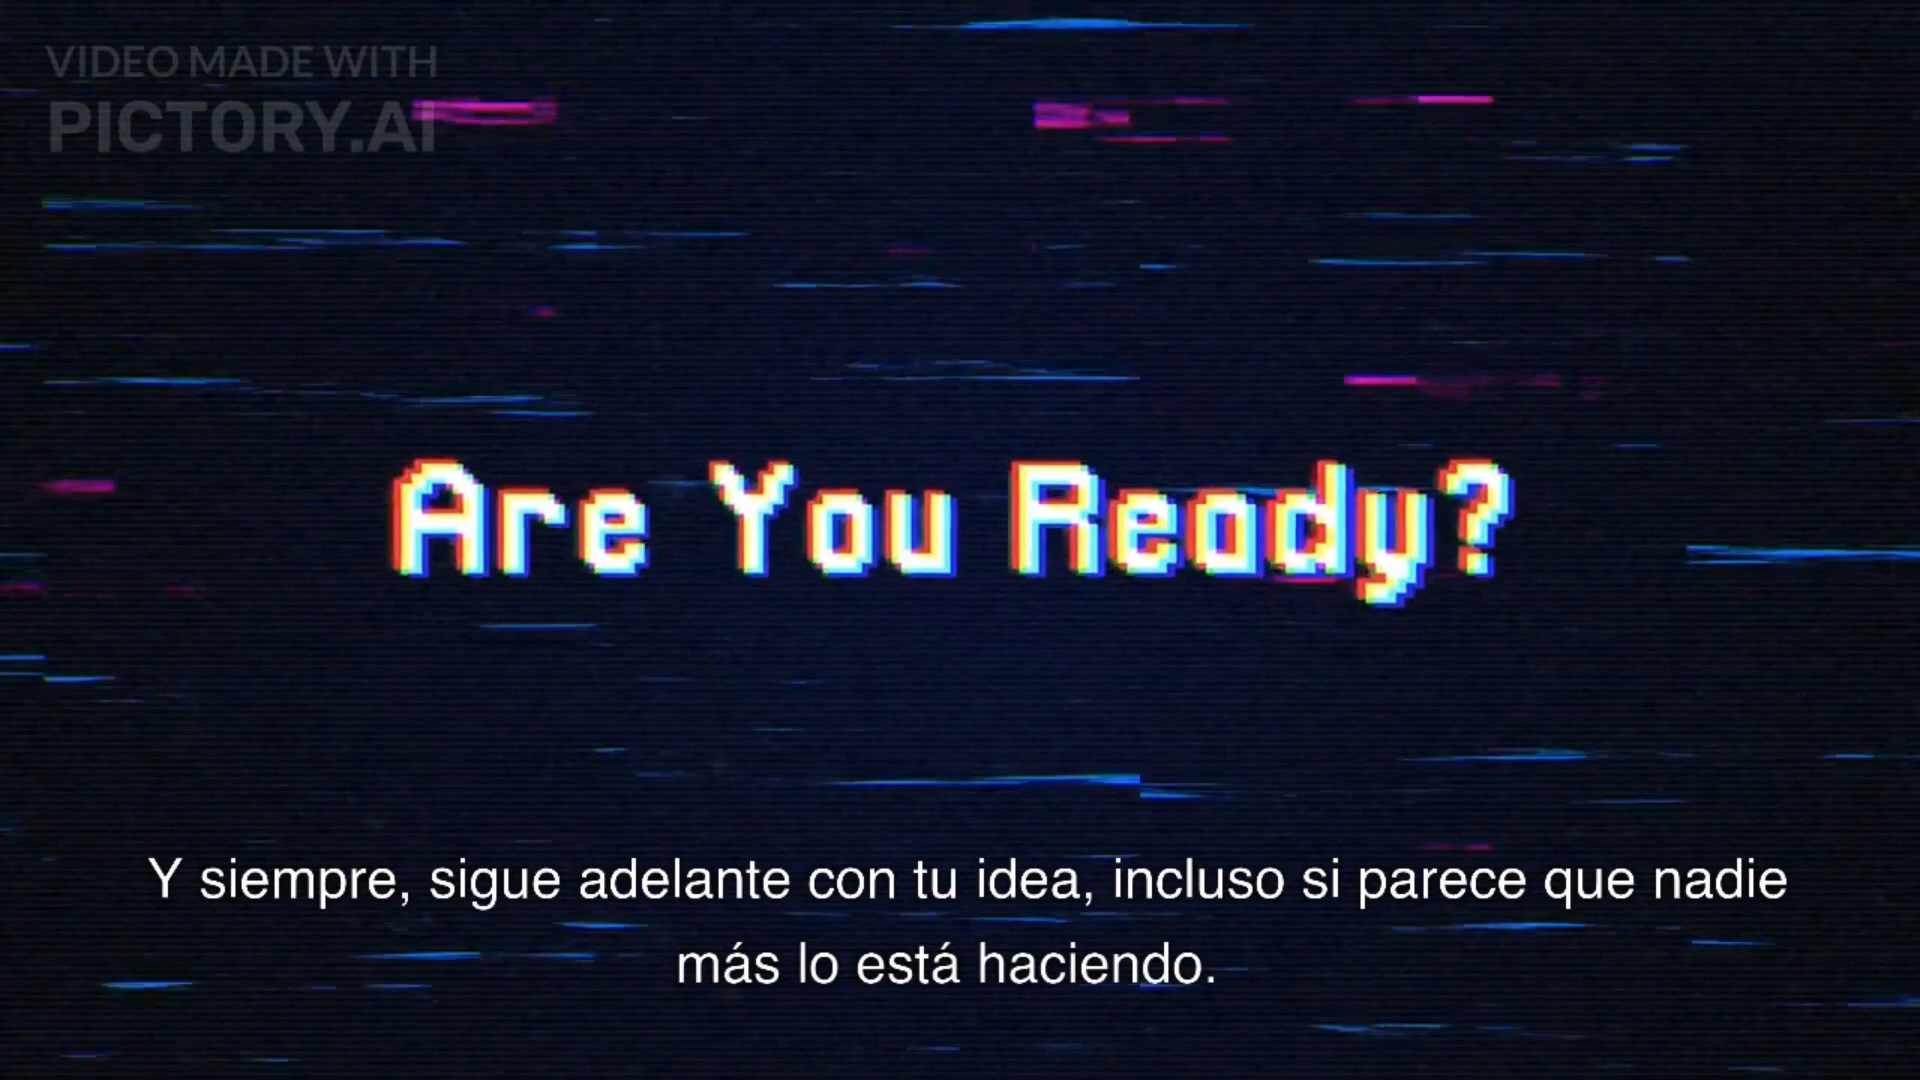 VIDEO MADE WITH
PICTORY.AI
Are You Ready?
Y siempre, sigue adelante con tu idea, incluso si parece que nadie
más lo está haciendo.